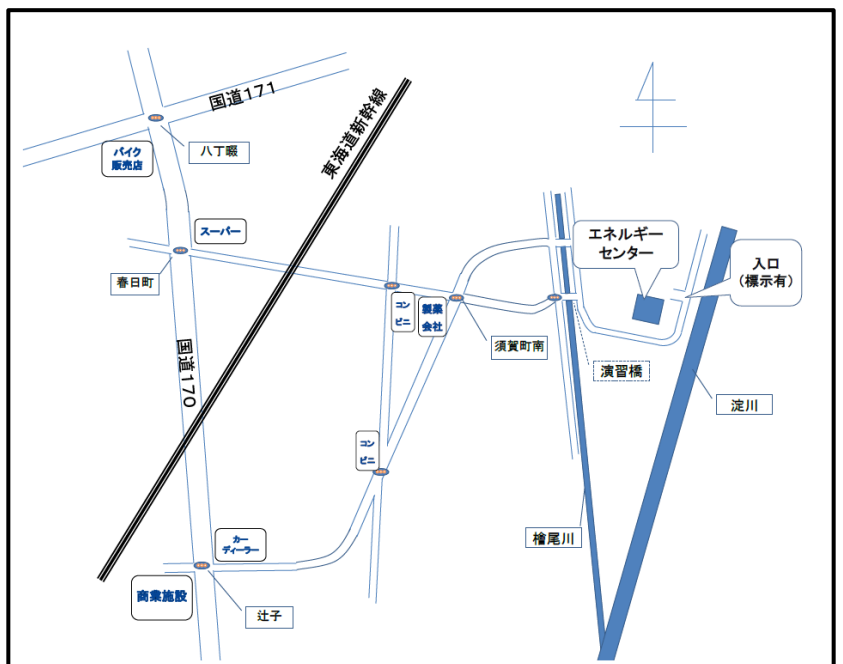 国道171
八丁畷
バイク
販売店
東海道新幹線
スーパー
春日町
エネルギー
センター
入口
（標示有）
コン
ビニ
製薬
会社
須賀町南
演習橋
淀川
国道170
コン
ビニ
檜尾川
カー
ディーラー
商業施設
辻子